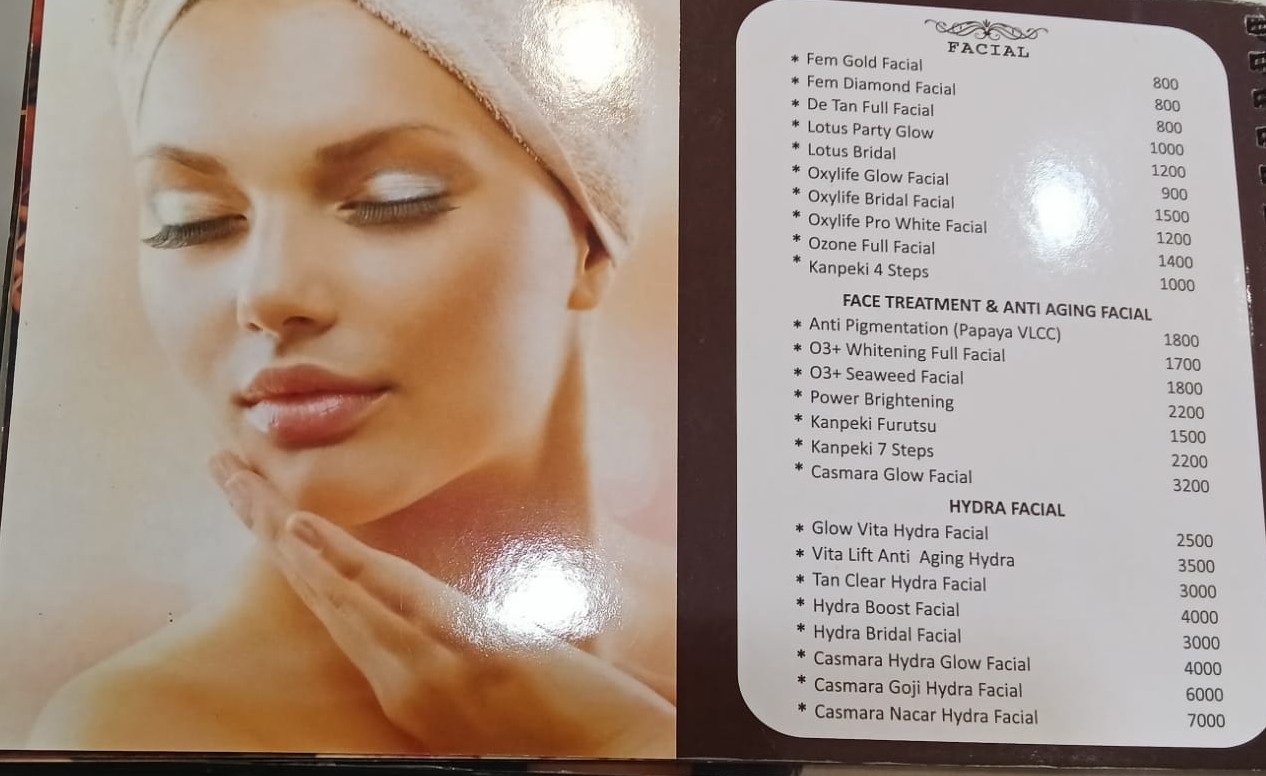 FACIAL
* Fem Gold Facial 800
* Fem Diamond Facial 800
* De Tan Full Facial 800
* Lotus Party Glow 1000
* Lotus Bridal 1200
* Oxylife Glow Facial 900
* Oxylife Bridal Facial 1500
* Oxylife Pro White Facial 1200
* Ozone Full Facial 1400
* Kanpeki 4 Steps 1000
FACE TREATMENT & ANTI AGING FACIAL
* Anti Pigmentation (Papaya VLCC) 1800
* O3+ Whitening Full Facial 1700
* O3+ Seaweed Facial 1800
* Power Brightening 2200
* Kanpeki Furutsu 1500
* Kanpeki 7 Steps 2200
* Casmara Glow Facial 3200
HYDRA FACIAL
* Glow Vita Hydra Facial 2500
* Vita Lift Anti Aging Hydra 3500
* Tan Clear Hydra Facial 3000
* Hydra Boost Facial 4000
* Hydra Bridal Facial 3000
* Casmara Hydra Glow Facial 4000
* Casmara Goji Hydra Facial 6000
* Casmara Nacar Hydra Facial 7000